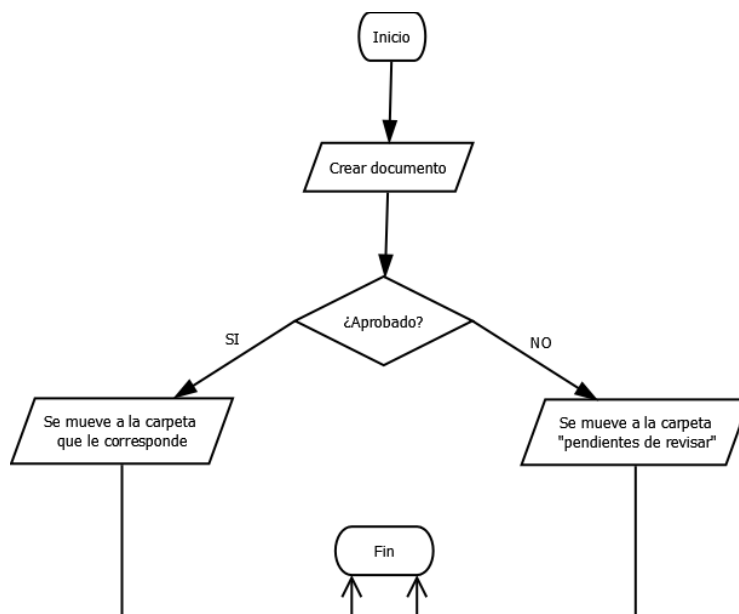 Inicio
Crear documento
¿Aprobado?
SI
NO
Se mueve a la carpeta
que le corresponde
Se mueve a la carpeta
"pendientes de revisar"
Fin